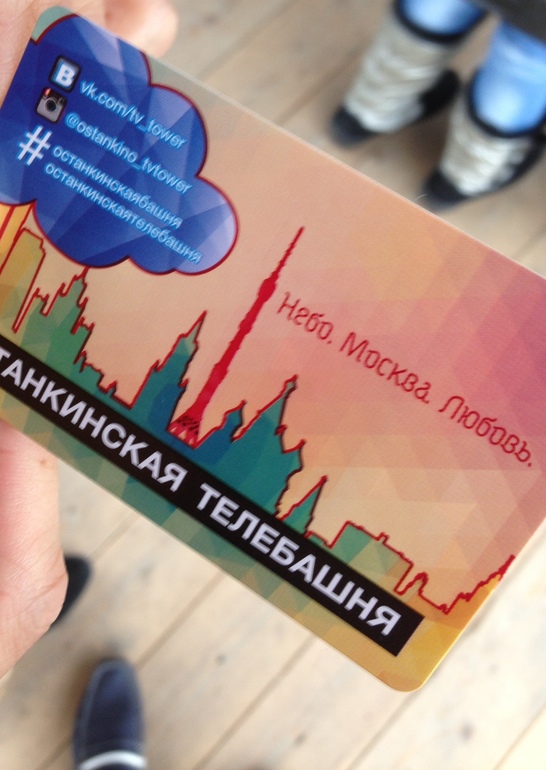 B vk.com/tv_tower
@ostankino_tvtower
# останкинскаябашня
останкинскаятелебашня
Небо. Москва. Любовь.
ТАНКИНСКАЯ ТЕЛЕБАШНЯ